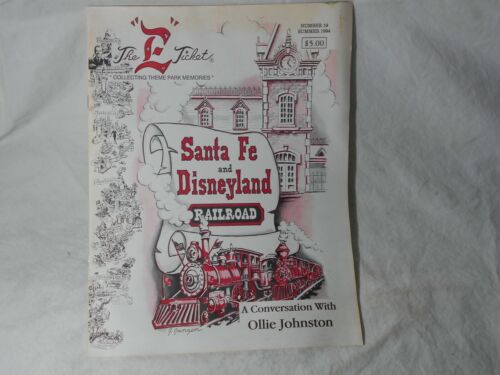 The "E" Ticket®
"COLLECTING THEME PARK MEMORIES"
NUMBER 19
SUMMER 1994
$5.00
Santa Fe
and
Disneyland
RAILROAD
A Conversation With
Ollie Johnston